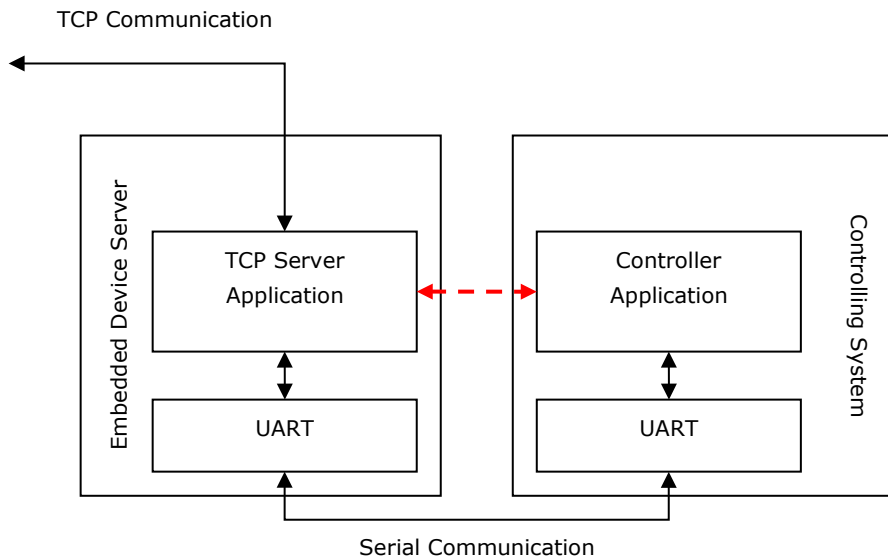 TCP Communication
Embedded Device Server
TCP Server
Application
UART
Controller
Application
UART
Controlling System
Serial Communication